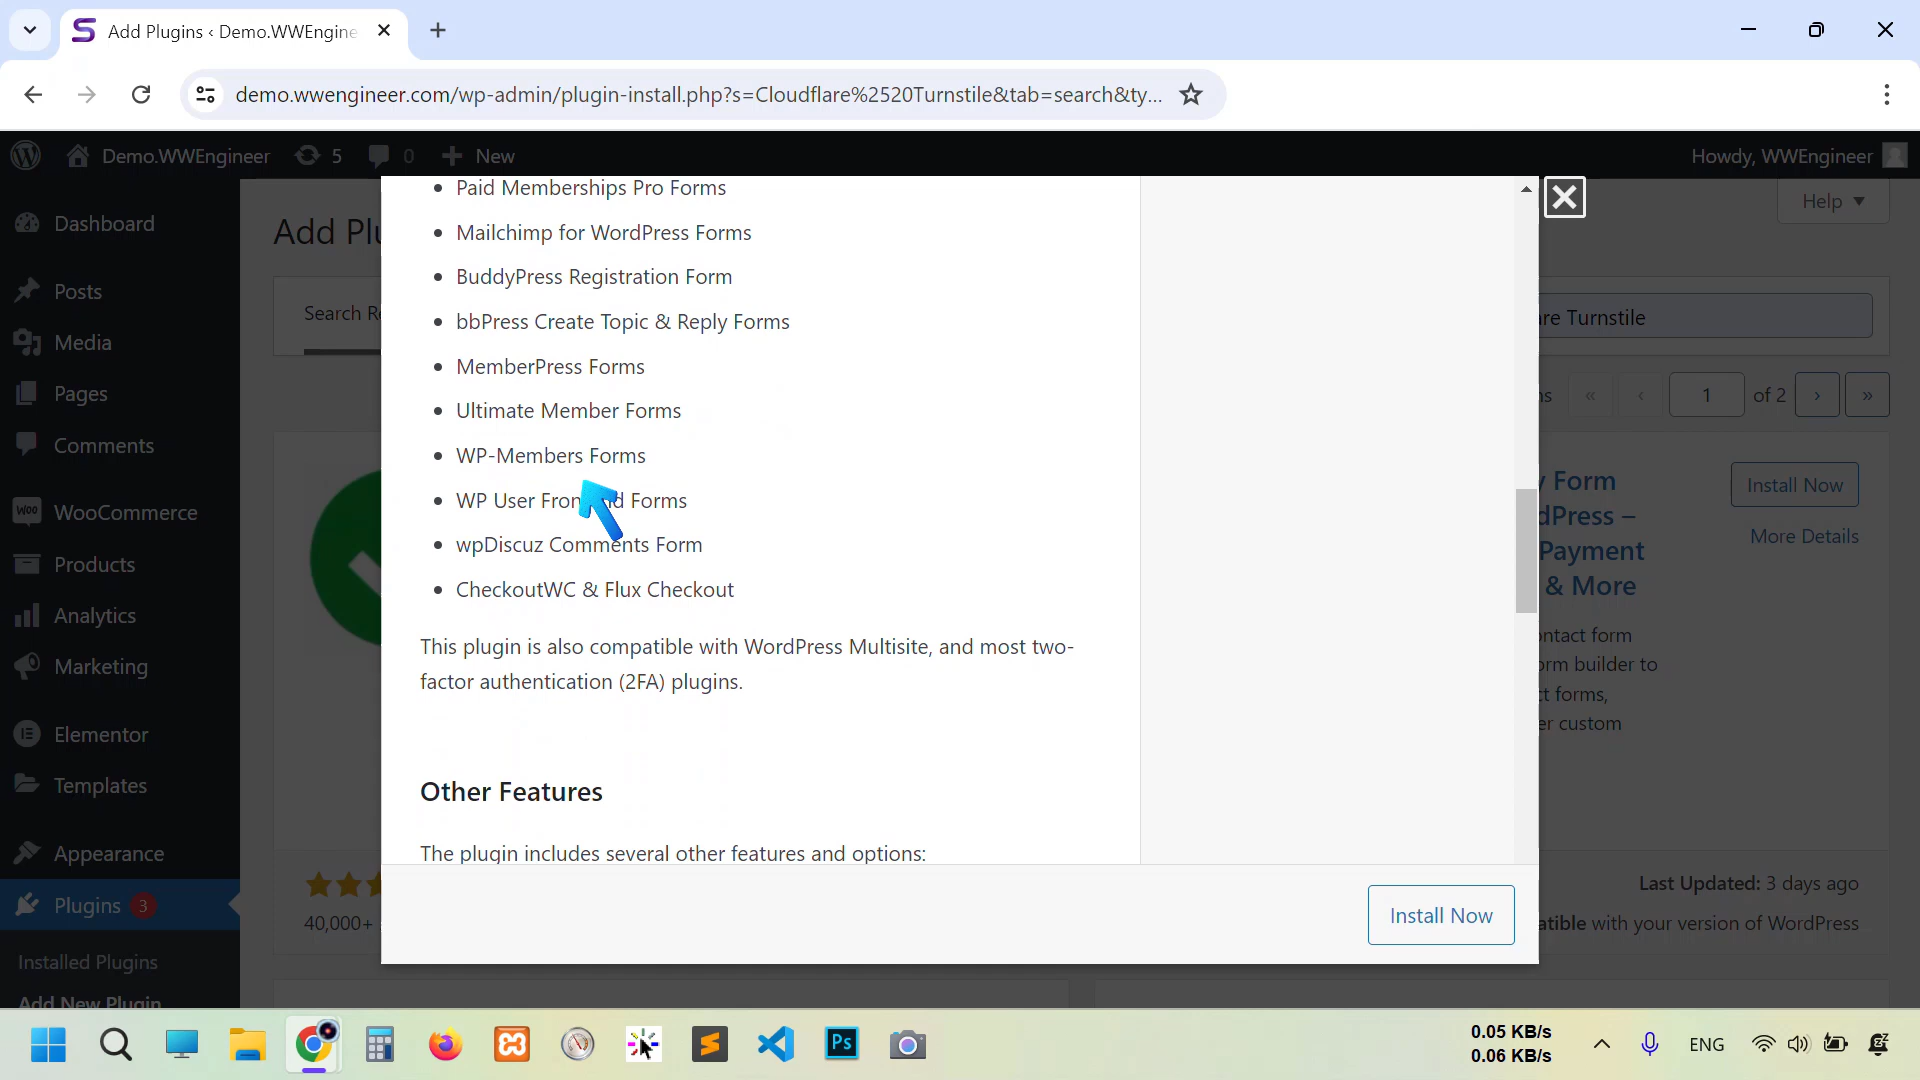 Add Plugins ‹ Demo.WWEngine
demo.wwengineer.com/wp-admin/plugin-install.php?s=Cloudflare%2520Turnstile&tab=search&ty...
Demo.WWEngineer 5 0 New Howdy, WWEngineer
Dashboard
Posts
Media
Pages
Comments
WooCommerce
Products
Analytics
Marketing
Elementor
Templates
Appearance
Plugins 3
Installed Plugins
Add New Plugin
Add Plu
Help
Search Re
re Turnstile
« ‹ 1 of 2 › »
Paid Memberships Pro Forms
Mailchimp for WordPress Forms
BuddyPress Registration Form
bbPress Create Topic & Reply Forms
MemberPress Forms
Ultimate Member Forms
WP-Members Forms
WP User Frontend Forms
wpDiscuz Comments Form
CheckoutWC & Flux Checkout
This plugin is also compatible with WordPress Multisite, and most two-
factor authentication (2FA) plugins.
Other Features
The plugin includes several other features and options:
Install Now
Form
dPress –
Payment
& More
Install Now
More Details
ntact form
orm builder to
t forms,
er custom
40,000+
Last Updated: 3 days ago
atible with your version of WordPress
0.05 KB/s
0.06 KB/s
ENG
Ps